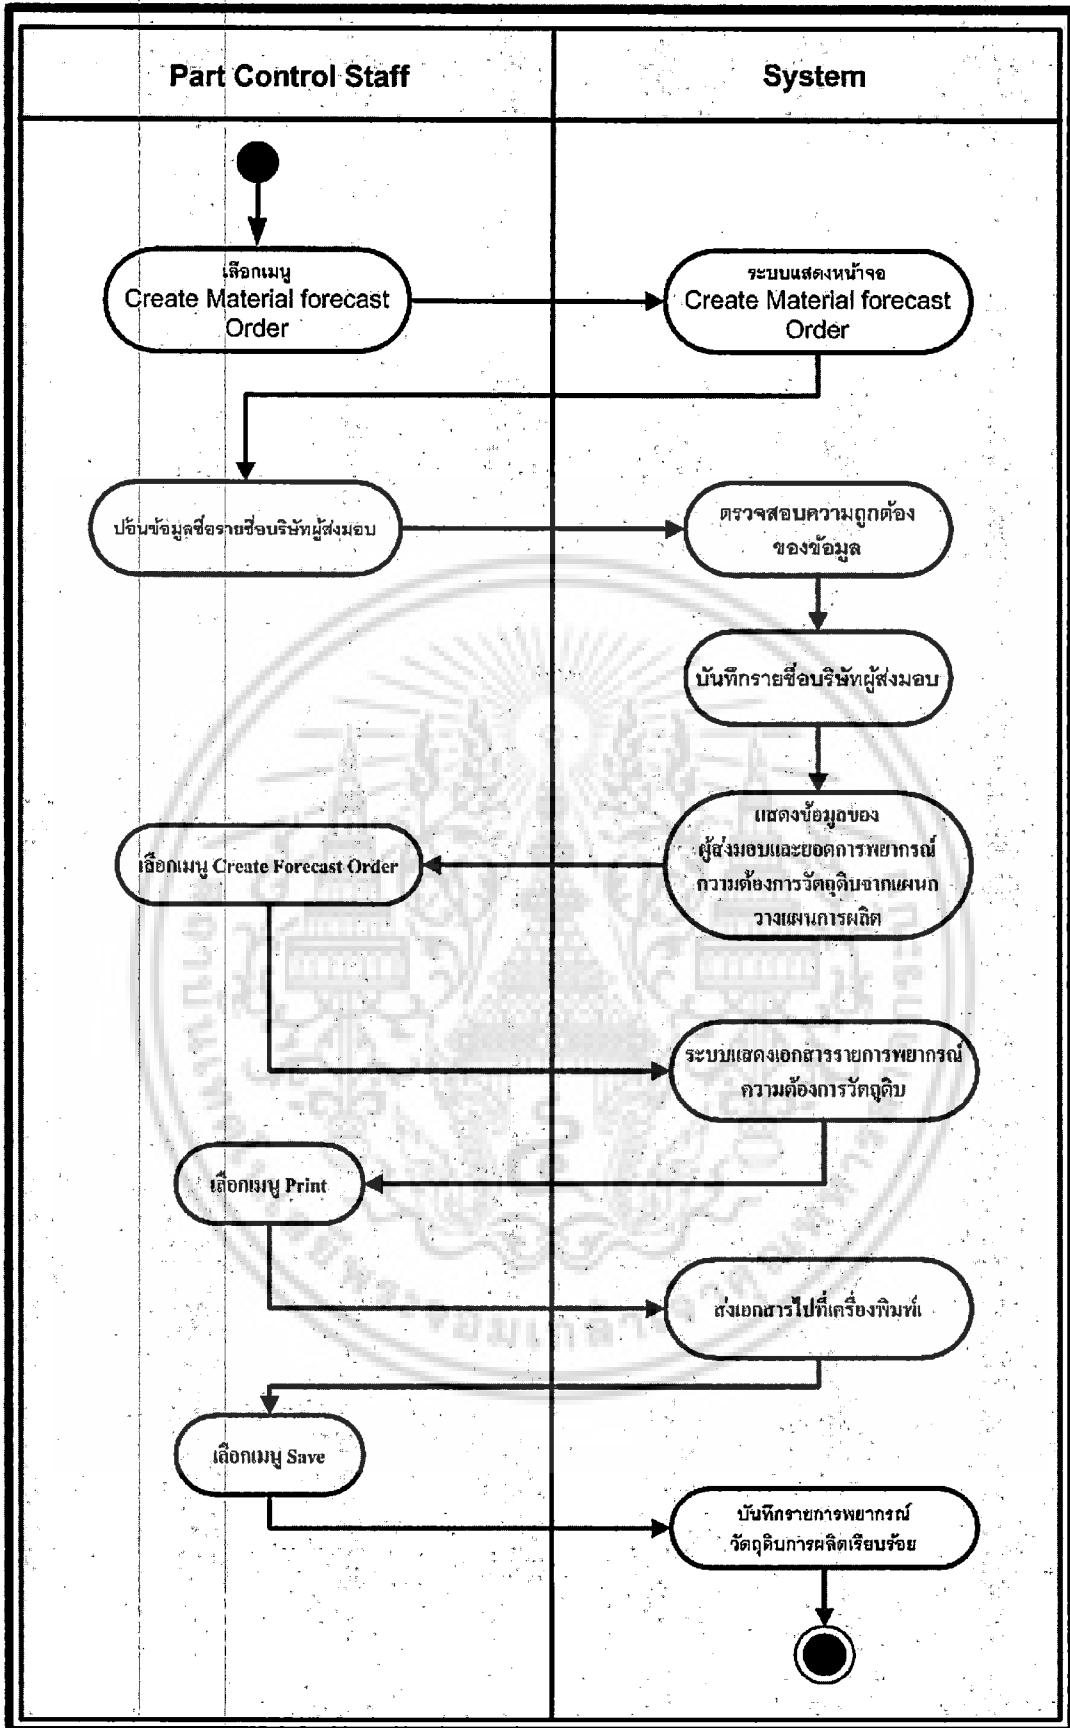 Part Control Staff
System
เลือกเมนู
Create Material forecast
Order
ระบบแสดงหน้าจอ
Create Material forecast
Order
ป้อนข้อมูลชื่อรายชื่อบริษัทผู้ส่งมอบ
ตรวจสอบความถูกต้อง
ของข้อมูล
บันทึกรายชื่อบริษัทผู้ส่งมอบ
แสดงข้อมูลของ
ผู้ส่งมอบและยอดการพยากรณ์
ความต้องการวัตถุดิบจากแผนก
วางแผนการผลิต
เลือกเมนู Create Forecast Order
ระบบแสดงเอกสารรายการพยากรณ์
ความต้องการวัตถุดิบ
เลือกเมนู Print
ส่งเอกสารไปที่เครื่องพิมพ์
เลือกเมนู Save
บันทึกรายการพยากรณ์
วัตถุดิบการผลิตเรียบร้อย